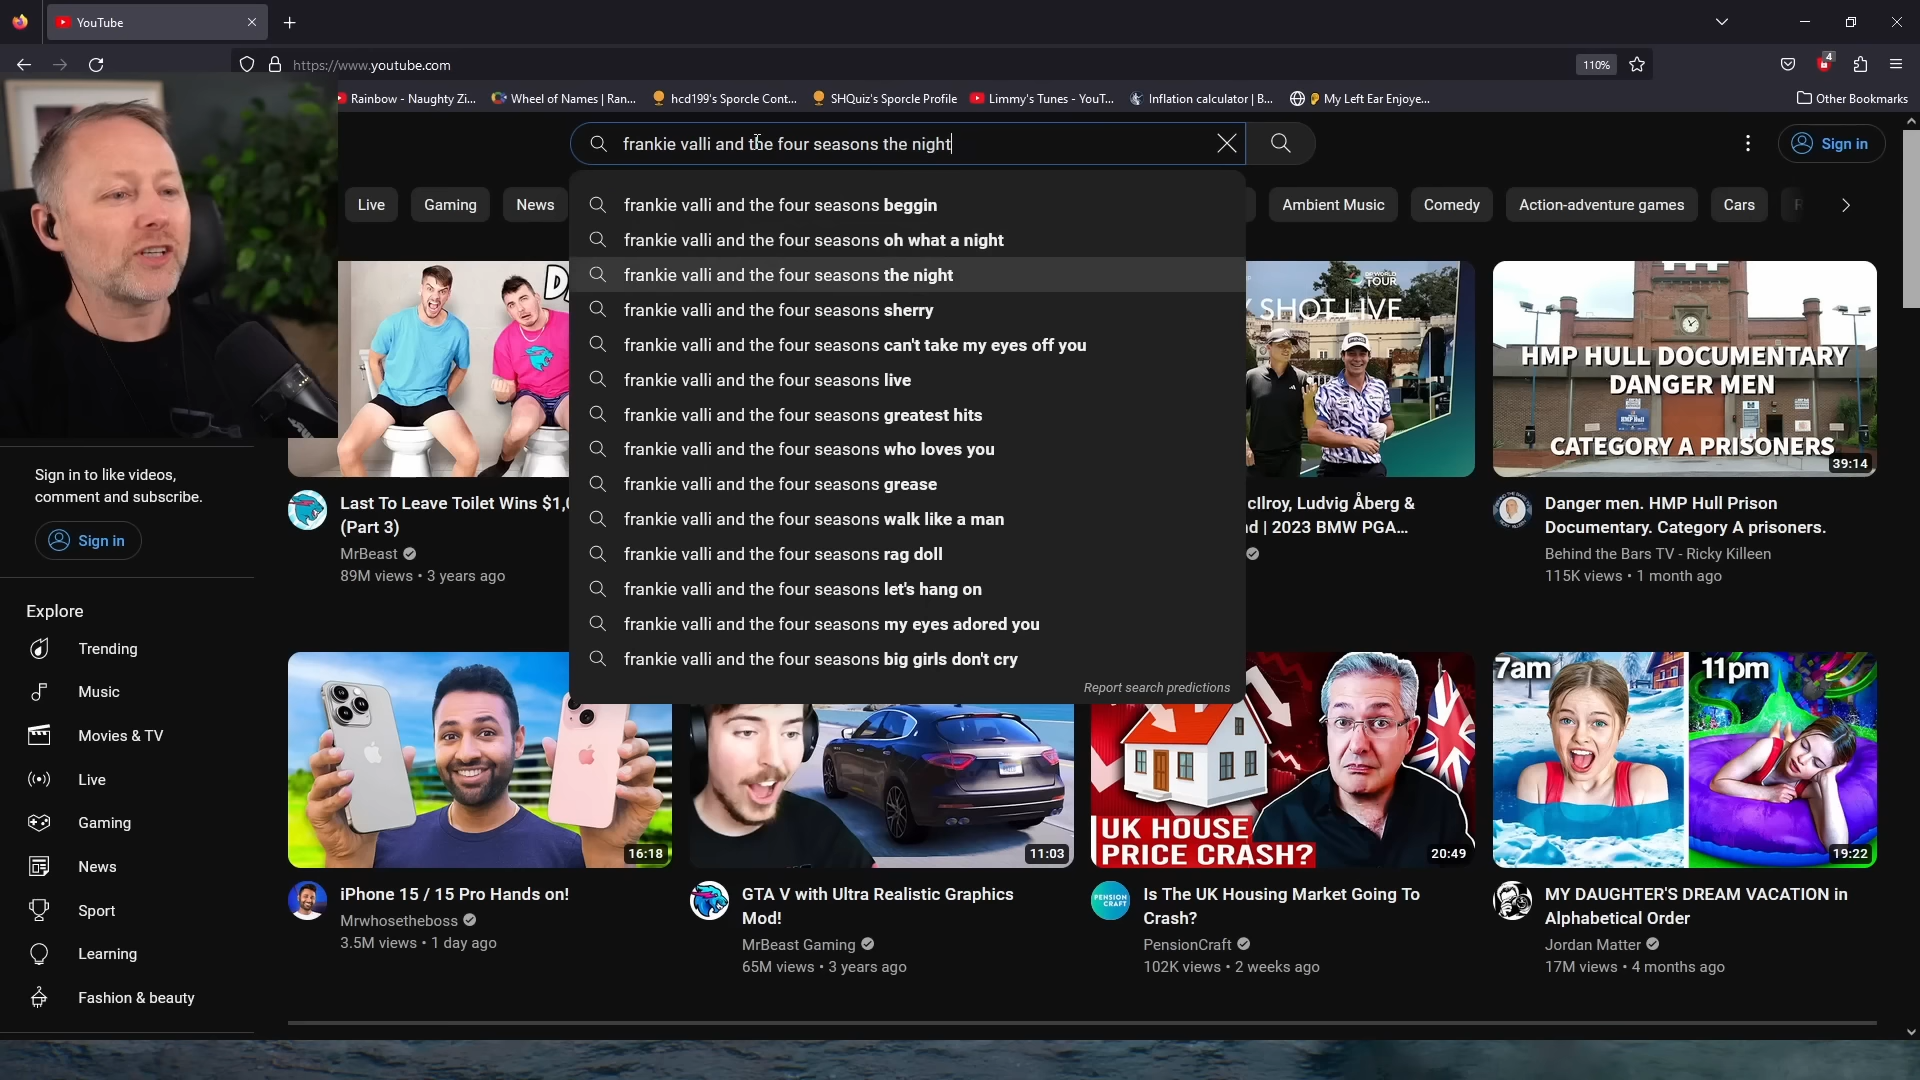 YouTube
https://www.youtube.com
110%
4
Rainbow - Naughty Zi...
Wheel of Names | Ran...
hcd199's Sporcle Cont...
SHQuiz's Sporcle Profile
Limmy's Tunes - YouT...
Inflation calculator | B...
My Left Ear Enjoye...
Other Bookmarks
frankie valli and the four seasons the night
Sign in
Live
Gaming
News
Ambient Music
Comedy
Action-adventure games
Cars
frankie valli and the four seasons beggin
frankie valli and the four seasons oh what a night
frankie valli and the four seasons the night
frankie valli and the four seasons sherry
frankie valli and the four seasons can't take my eyes off you
frankie valli and the four seasons live
frankie valli and the four seasons greatest hits
frankie valli and the four seasons who loves you
frankie valli and the four seasons grease
frankie valli and the four seasons walk like a man
frankie valli and the four seasons rag doll
frankie valli and the four seasons let's hang on
frankie valli and the four seasons my eyes adored you
frankie valli and the four seasons big girls don't cry
Report search predictions
DP WORLD
TOUR
SHOT LIVE
HMP HULL DOCUMENTARY
DANGER MEN
CATEGORY A PRISONERS
39:14
Sign in to like videos,
comment and subscribe.
Sign in
Last To Leave Toilet Wins $1,
(Part 3)
MrBeast
89M views • 3 years ago
cIlroy, Ludvig Åberg &
d | 2023 BMW PGA...
Danger men. HMP Hull Prison
Documentary. Category A prisoners.
Behind the Bars TV - Ricky Killeen
115K views • 1 month ago
Explore
Trending
Music
Movies & TV
Live
Gaming
News
Sport
Learning
Fashion & beauty
16:18
11:03
UK HOUSE
PRICE CRASH?
20:49
7am
11pm
19:22
iPhone 15 / 15 Pro Hands on!
Mrwhosetheboss
3.5M views • 1 day ago
GTA V with Ultra Realistic Graphics
Mod!
MrBeast Gaming
65M views • 3 years ago
PENSION
CRAFT
Is The UK Housing Market Going To
Crash?
PensionCraft
102K views • 2 weeks ago
MY DAUGHTER'S DREAM VACATION in
Alphabetical Order
Jordan Matter
17M views • 4 months ago